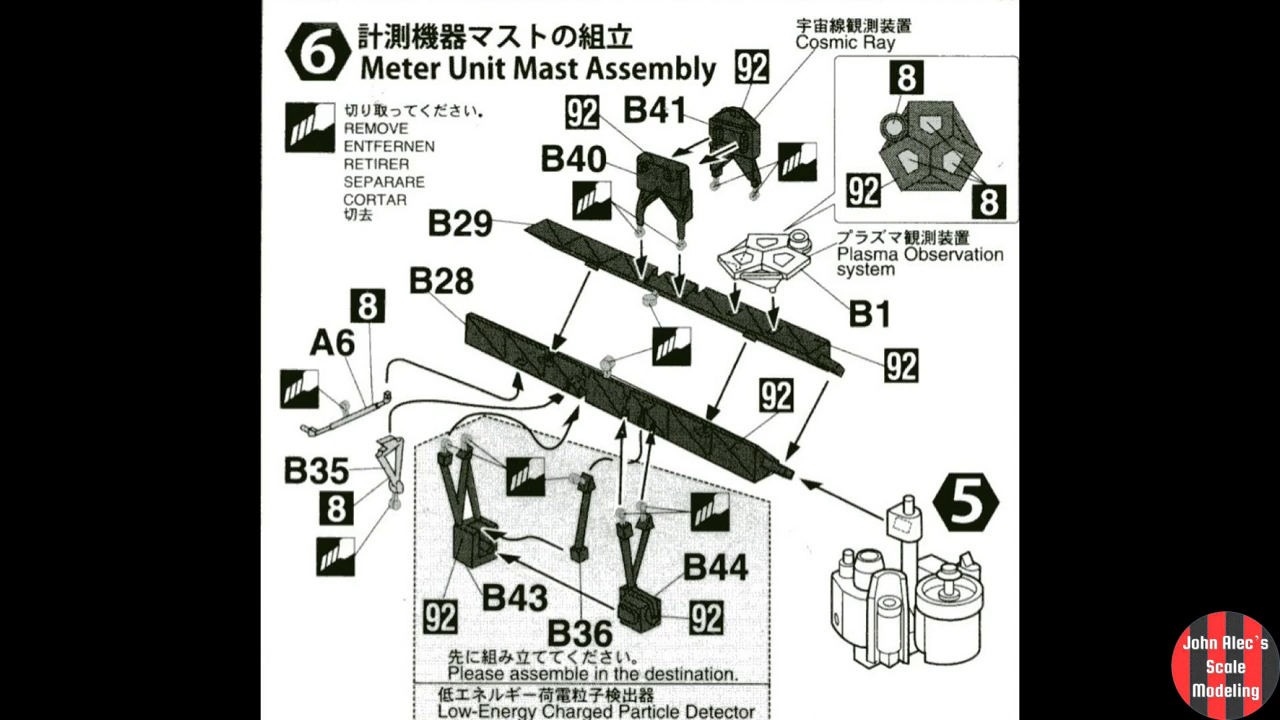 6 計測機器マストの組立
Meter Unit Mast Assembly
宇宙線観測装置
Cosmic Ray
切り取ってください。
REMOVE
ENTFERNEN
RETIRER
SEPARARE
CORTAR
切去
92
92
B41
B40
8
92
8
B29
プラズマ観測装置
Plasma Observation
system
B28
B1
8
A6
92
92
B35
8
5
B44
B43
92
92
B36
先に組み立ててください。
Please assemble in the destination.
低エネルギー荷電粒子検出器
Low-Energy Charged Particle Detector
John Alec`s
Scale
Modeling